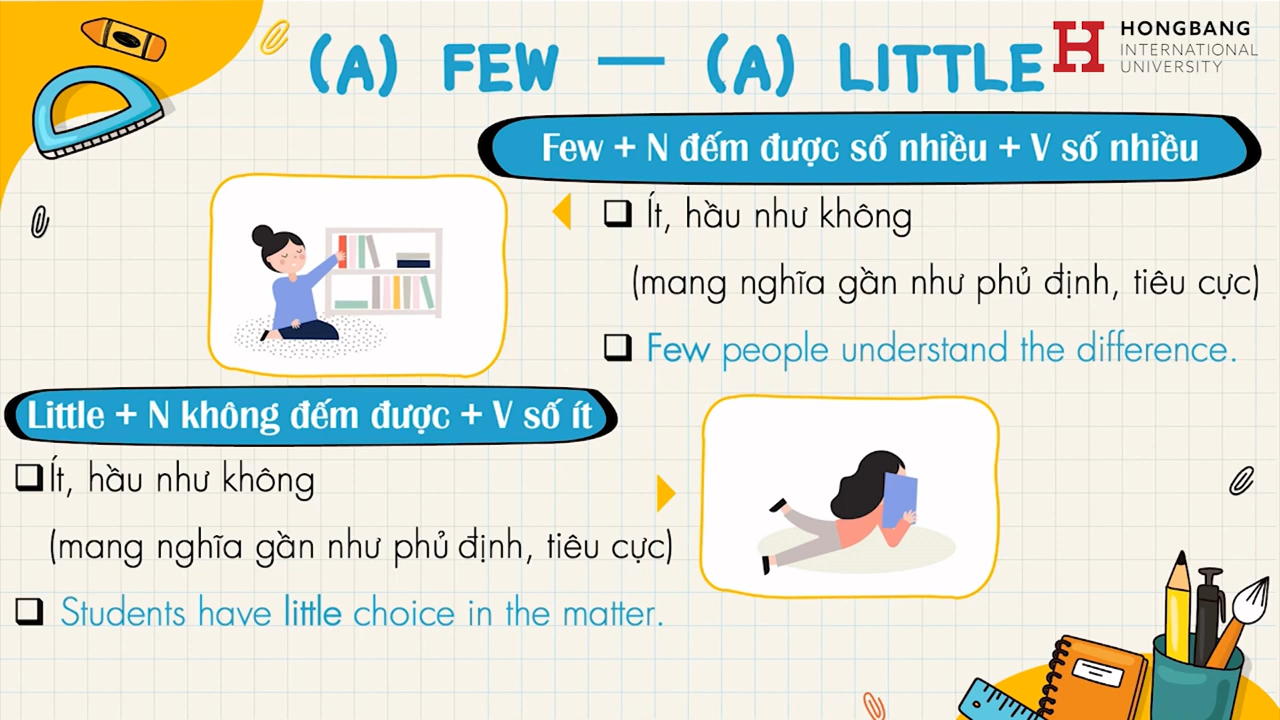 (A) FEW — (A) LITTLE
HONGBANG
INTERNATIONAL
UNIVERSITY
Few + N đếm được số nhiều + V số nhiều
Ít, hầu như không
(mang nghĩa gần như phủ định, tiêu cực)
Few people understand the difference.
Little + N không đếm được + V số ít
Ít, hầu như không
(mang nghĩa gần như phủ định, tiêu cực)
Students have little choice in the matter.